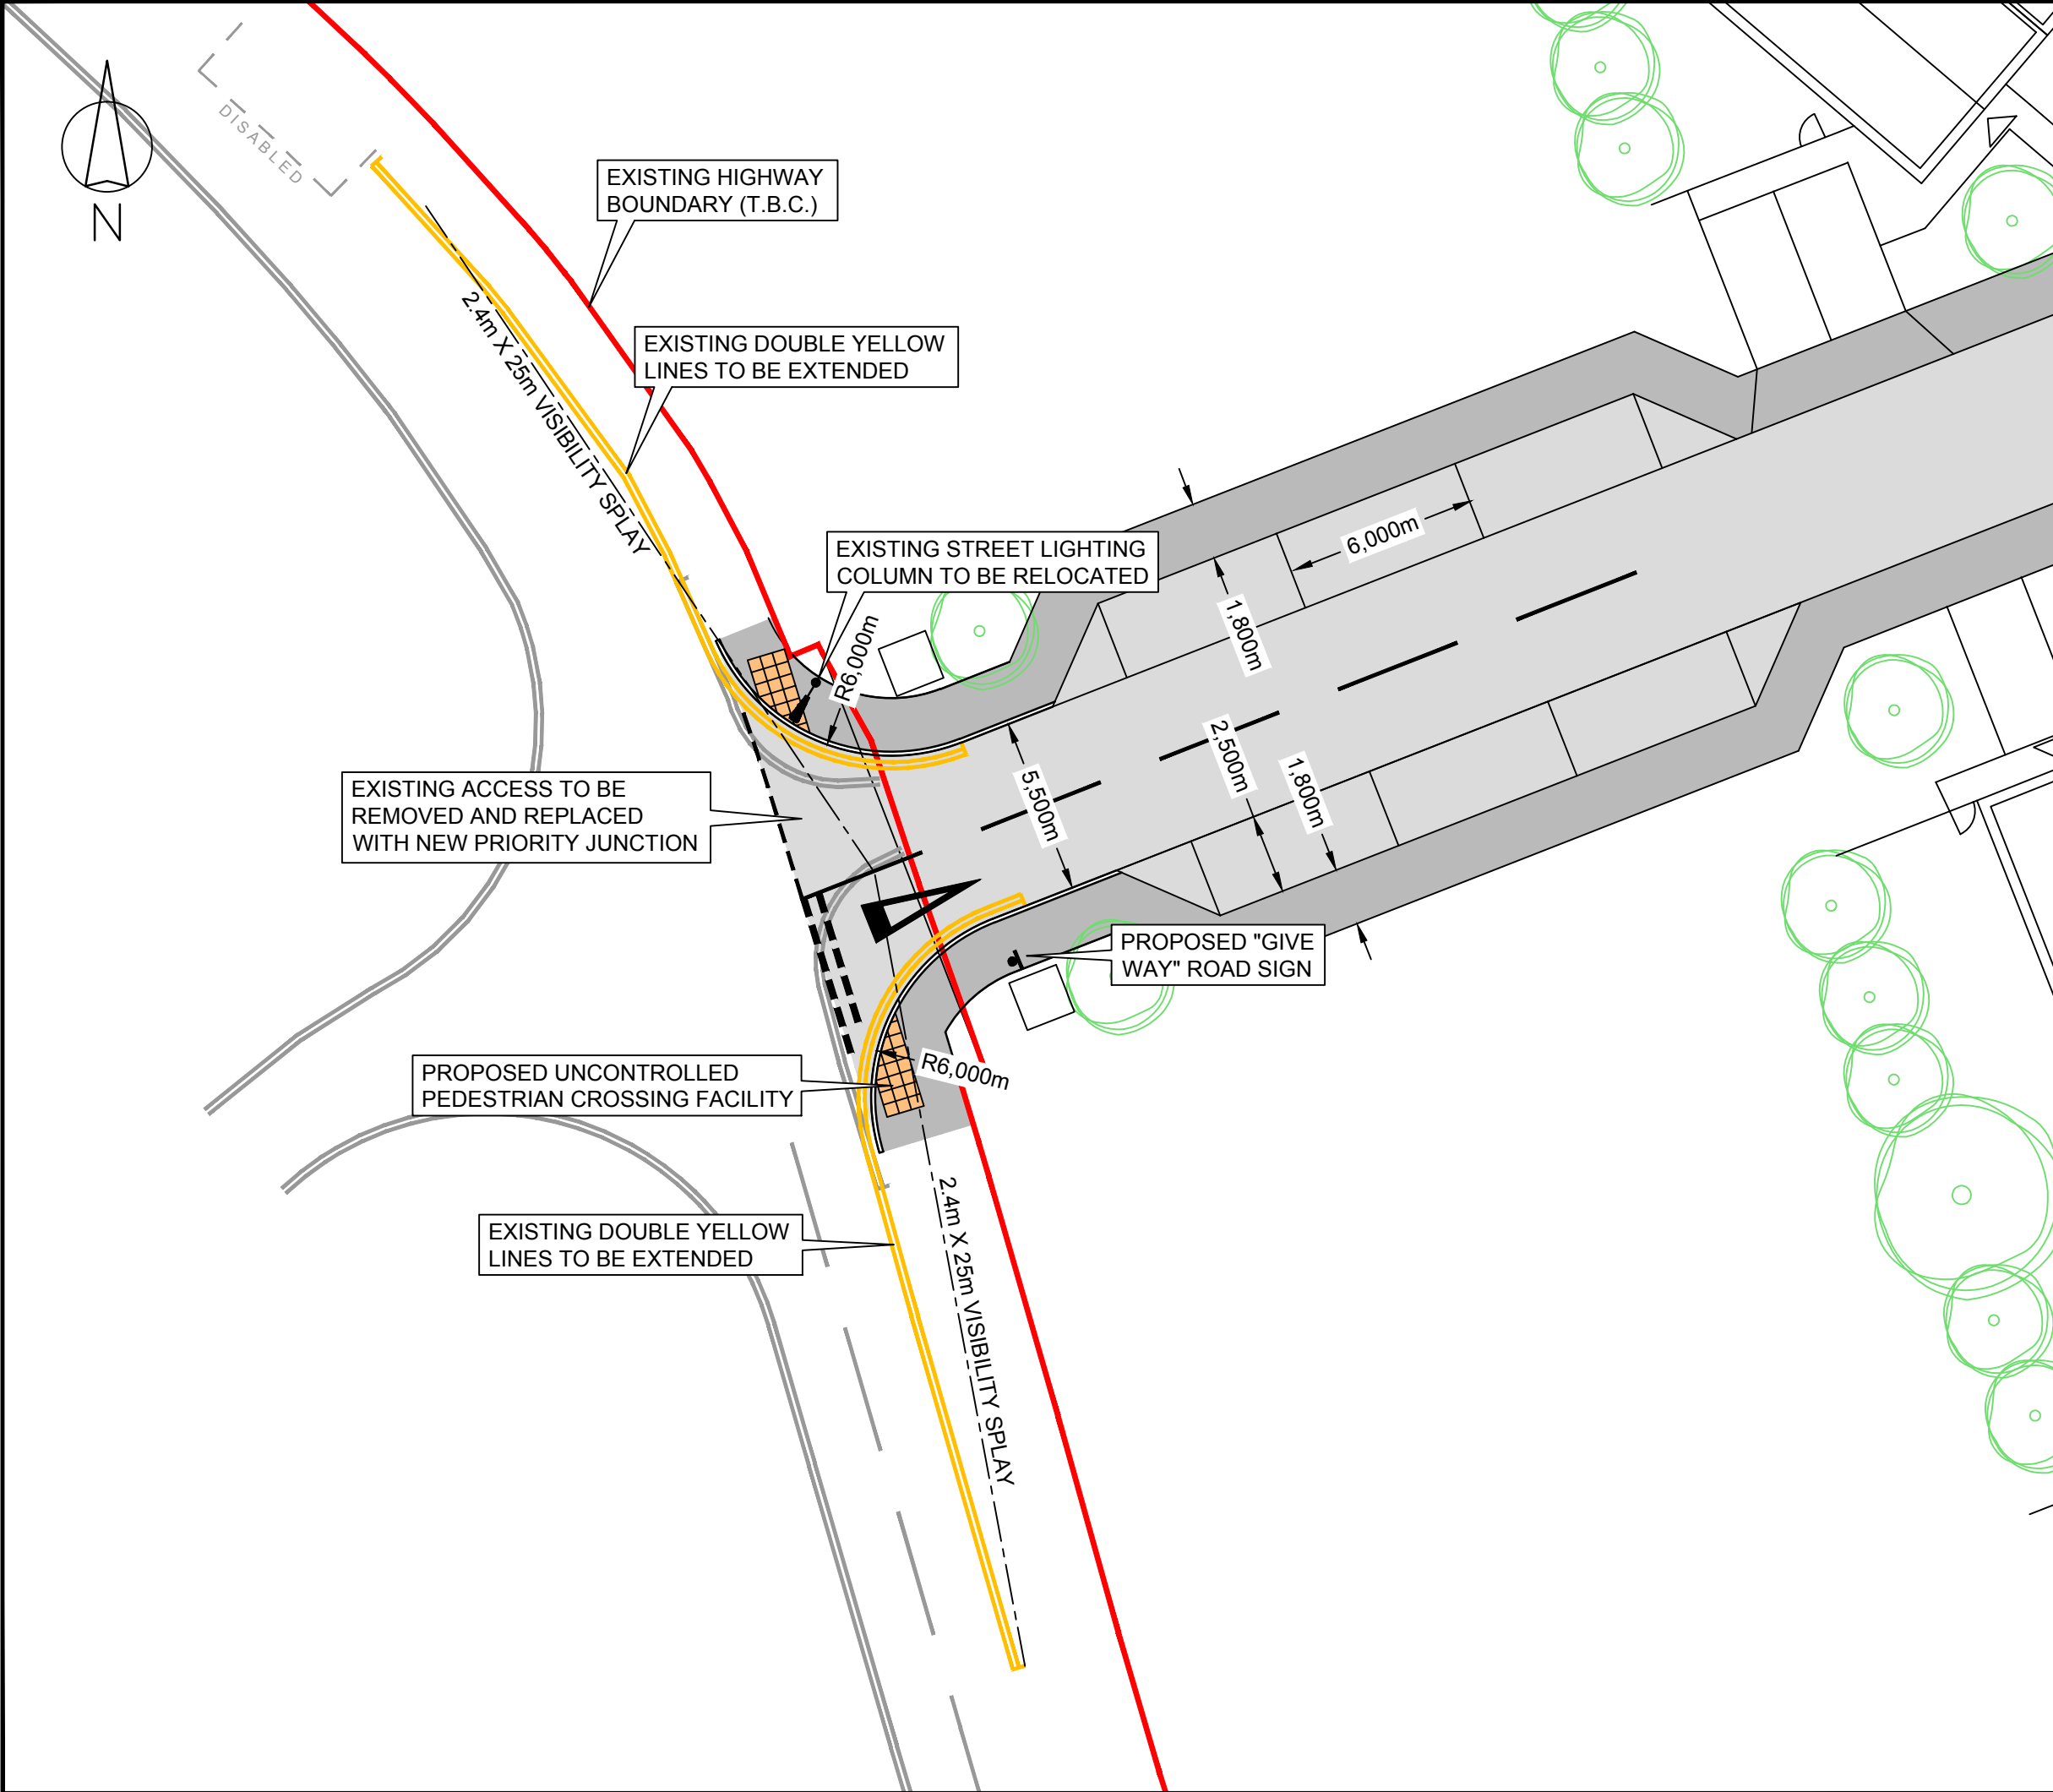 DISABLED
N
EXISTING HIGHWAY
BOUNDARY (T.B.C.)
EXISTING DOUBLE YELLOW
LINES TO BE EXTENDED
2.4m X 25m VISIBILITY SPLAY
EXISTING STREET LIGHTING
COLUMN TO BE RELOCATED
6,000m
1,800m
R6,000m
2,500m
1,800m
5,500m
EXISTING ACCESS TO BE
REMOVED AND REPLACED
WITH NEW PRIORITY JUNCTION
PROPOSED "GIVE
WAY" ROAD SIGN
PROPOSED UNCONTROLLED
PEDESTRIAN CROSSING FACILITY
R6,000m
EXISTING DOUBLE YELLOW
LINES TO BE EXTENDED
2.4m X 25m VISIBILITY SPLAY